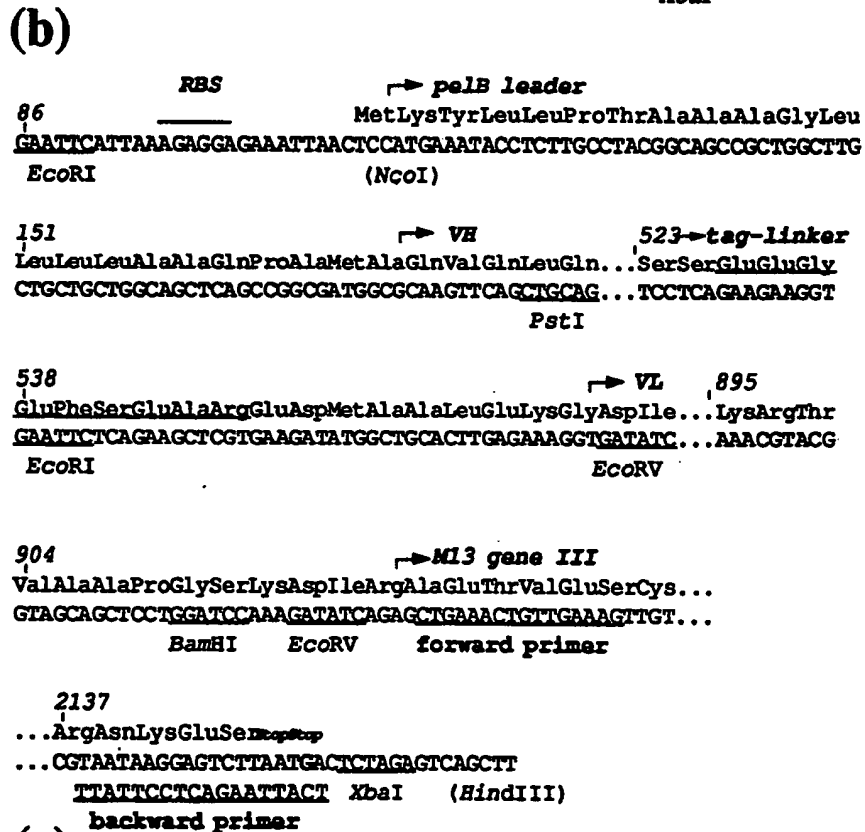 (b)
RBS pelB leader
86 MetLysTyrLeuLeuProThrAlaAlaAlaGlyLeu
GAATTCATTAAAGAGGAGAAATTAACTCCATGAAATACCTCTTGCCTACGGCAGCCGCTGGCTTG
EcoRI (NcoI)
151 VH 523 tag-linker
LeuLeuLeuAlaAlaGlnProAlaMetAlaGlnValGlnLeuGln...SerSerGluGluGly
CTGCTGCTGGCAGCTCAGCCGGCGATGGCGCAAGTTCAGCTGCAG...TCCTCAGAAGAAGGT
PstI
538 VL 895
GluPheSerGluAlaArgGluAspMetAlaAlaLeuGluLysGlyAspIle...LysArgThr
GAATTCTCAGAAGCTCGTGAAGATATGGCTGCACTTGAGAAAGGTGATATC...AAACGTACG
EcoRI EcoRV
904 M13 gene III
ValAlaAlaProGlySerLysAspIleArgAlaGluThrValGluSerCys...
GTAGCAGCTCCTGGATCCAAAGATATCAGAGCTGAAACTGTTGAAAGTTGT...
BamHI EcoRV forward primer
2137
...ArgAsnLysGluSerStopStop
...CGTAATAAGGAGTCTTAATGACTCTAGAGTCAGCTT
TTATTCCTCAGAATTACT XbaI (HindIII)
backward primer